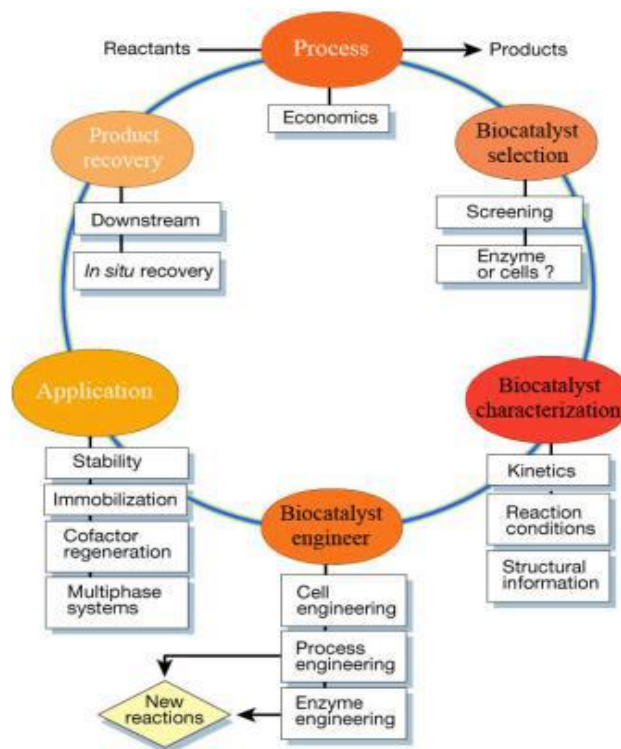 Reactants
Process
Products
Economics
Product
recovery
Downstream
In situ recovery
Biocatalyst
selection
Screening
Enzyme
or cells ?
Application
Stability
Immobilization
Cofactor
regeneration
Multiphase
systems
Biocatalyst
characterization
Kinetics
Reaction
conditions
Structural
information
Biocatalyst
engineer
Cell
engineering
Process
engineering
Enzyme
engineering
New
reactions